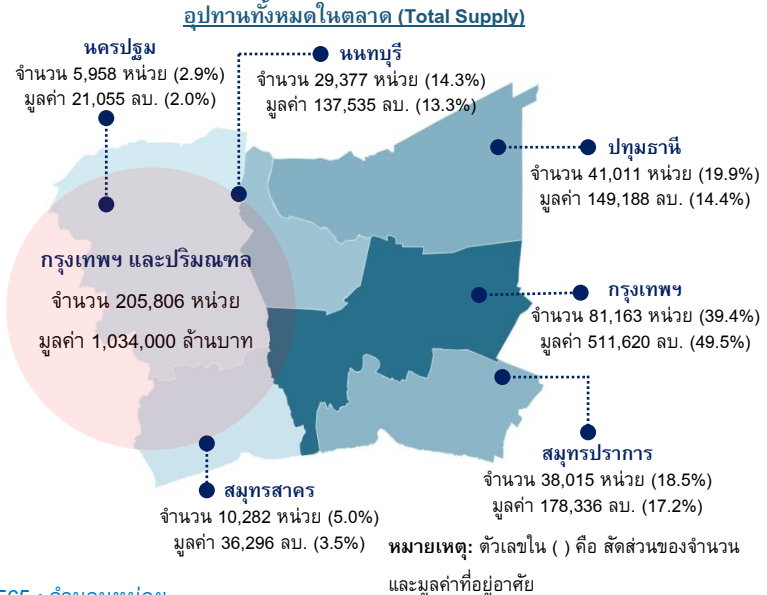 อุปทานทั้งหมดในตลาด (Total Supply)
นครปฐม
จำนวน 5,958 หน่วย (2.9%)
มูลค่า 21,055 ลบ. (2.0%)
นนทบุรี
จำนวน 29,377 หน่วย (14.3%)
มูลค่า 137,535 ลบ. (13.3%)
ปทุมธานี
จำนวน 41,011 หน่วย (19.9%)
มูลค่า 149,188 ลบ. (14.4%)
กรุงเทพฯ และปริมณฑล
จำนวน 205,806 หน่วย
มูลค่า 1,034,000 ล้านบาท
กรุงเทพฯ
จำนวน 81,163 หน่วย (39.4%)
มูลค่า 511,620 ลบ. (49.5%)
สมุทรปราการ
จำนวน 38,015 หน่วย (18.5%)
มูลค่า 178,336 ลบ. (17.2%)
สมุทรสาคร
จำนวน 10,282 หน่วย (5.0%)
มูลค่า 36,296 ลบ. (3.5%)
หมายเหตุ: ตัวเลขใน ( ) คือ สัดส่วนของจำนวน
และมูลค่าที่อยู่อาศัย